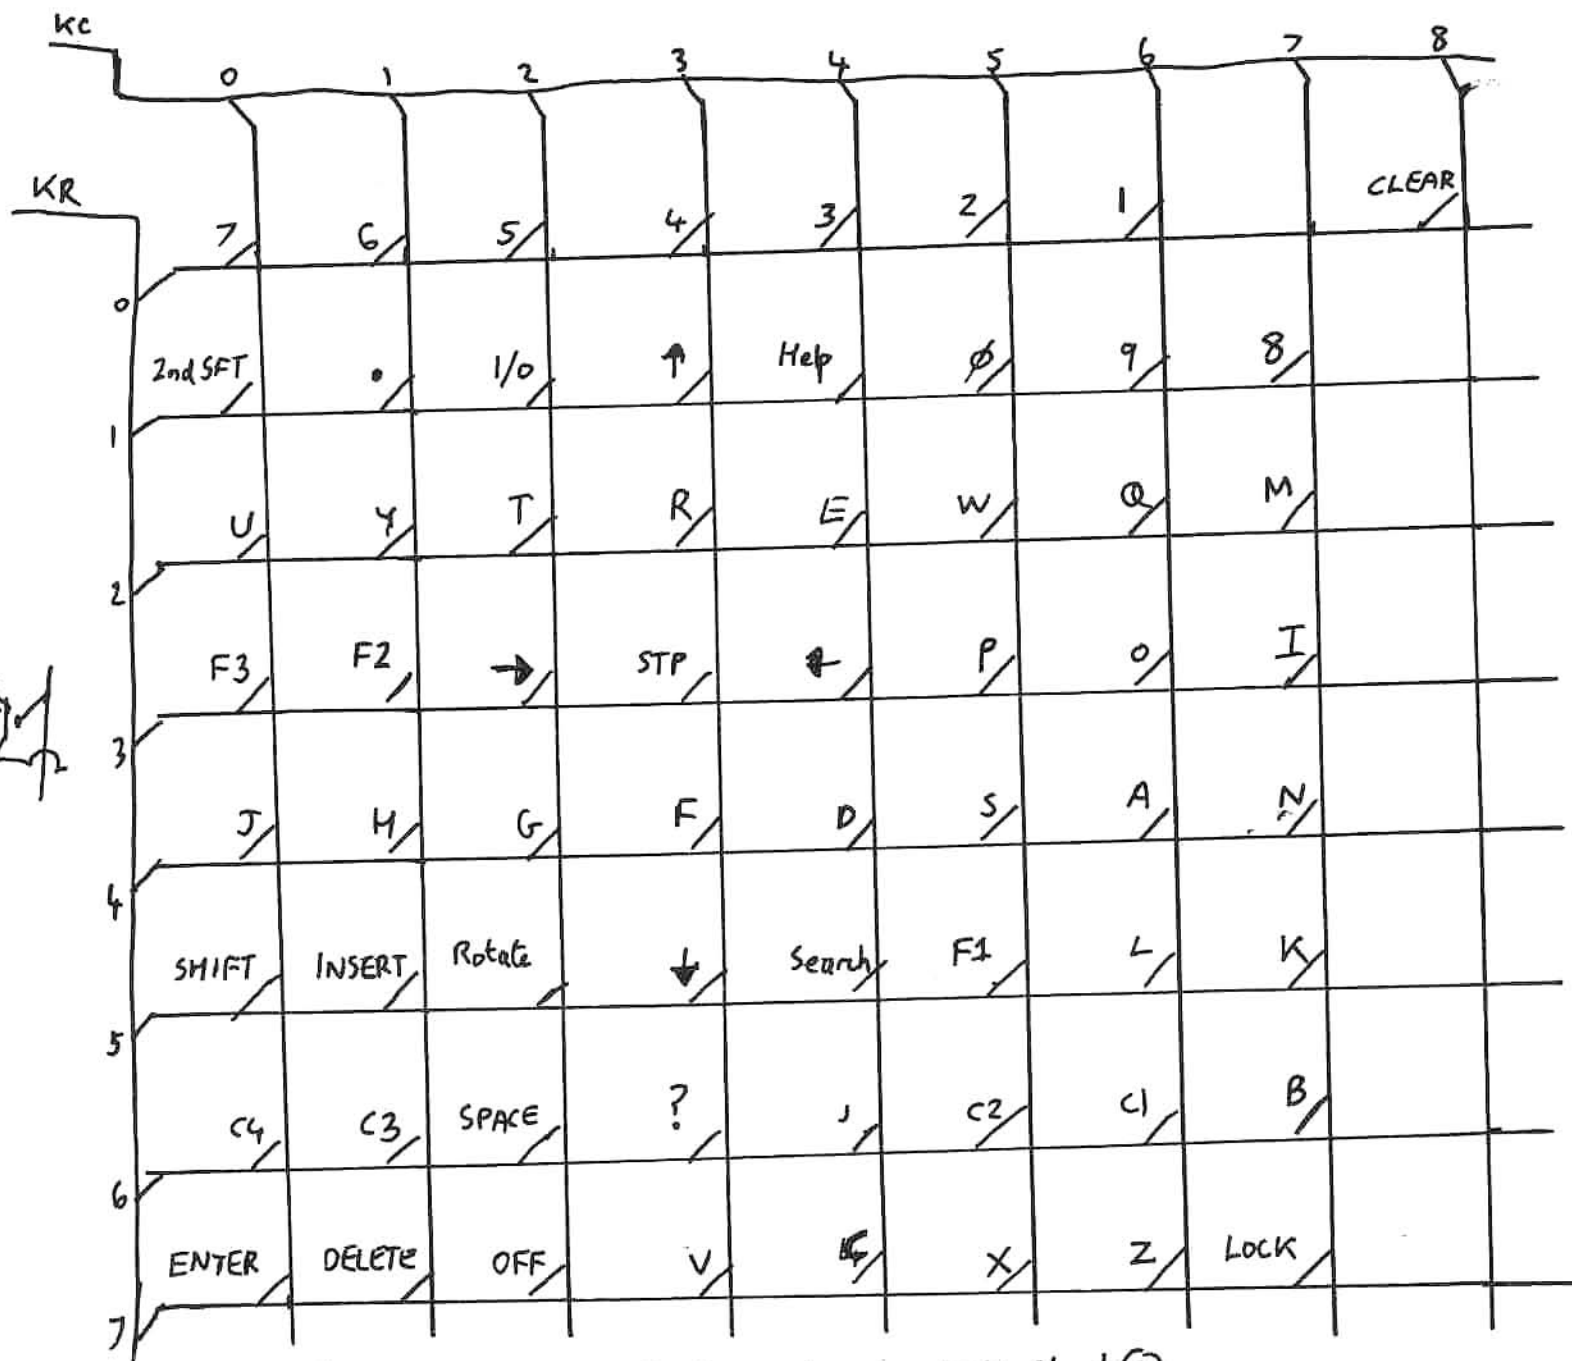 KC
0 1 2 3 4 5 6 7 8
KR
7 6 5 4 3 2 1 CLEAR
0
2nd SFT . 1/0 ↑ Help Ø 9 8
1
U Y T R E W Q M
2
F3 F2 → STP ← P O I
3
J H G F D S A N
4
SHIFT INSERT Rotate ↓ Search F1 L K
5
C4 C3 SPACE ? , C2 C1 B
6
ENTER DELETE OFF V C X Z LOCK
7